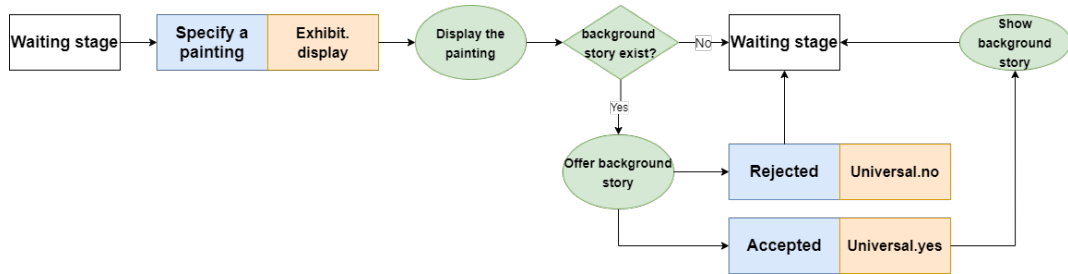 Waiting stage
Specify a
painting
Exhibit.
display
Display the
painting
background
story exist?
No
Waiting stage
Show
background
story
Yes
Offer background
story
Rejected
Universal.no
Accepted
Universal.yes